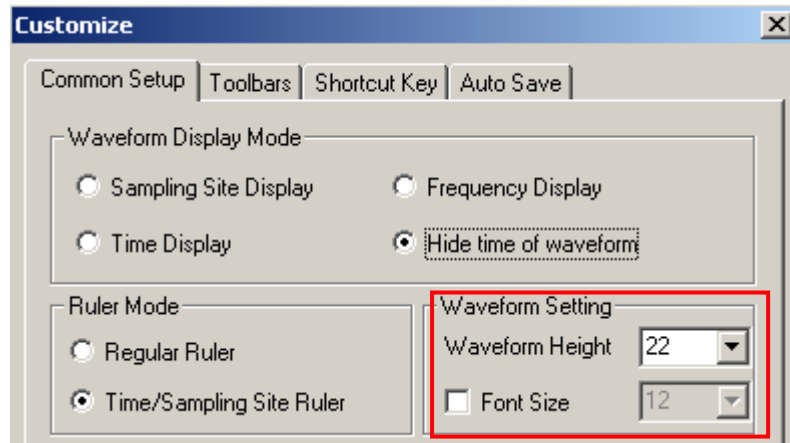 Customize
Common Setup Toolbars Shortcut Key Auto Save
Waveform Display Mode
Sampling Site Display Frequency Display
Time Display Hide time of waveform
Ruler Mode Waveform Setting
Regular Ruler Waveform Height 22
Time/Sampling Site Ruler Font Size 12